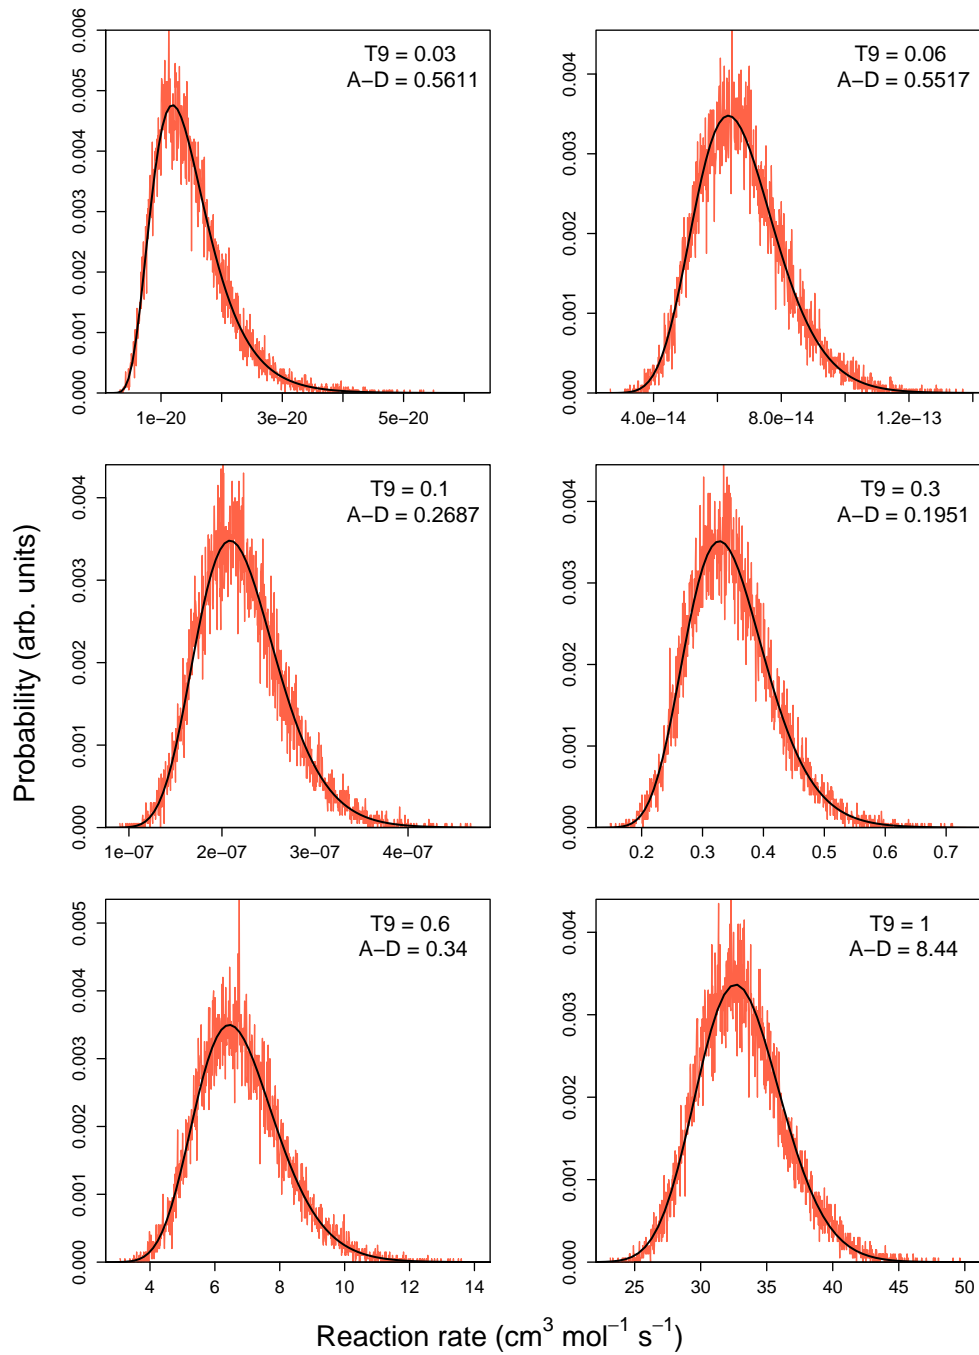 T9 = 0.03
A−D = 0.5611
0.000
0.001
0.002
0.003
0.004
0.005
0.006
1e−20
3e−20
5e−20
T9 = 0.06
A−D = 0.5517
0.000
0.001
0.002
0.003
0.004
4.0e−14
8.0e−14
1.2e−13
T9 = 0.1
A−D = 0.2687
0.000
0.001
0.002
0.003
0.004
1e−07
2e−07
3e−07
4e−07
T9 = 0.3
A−D = 0.1951
0.000
0.001
0.002
0.003
0.004
0.2
0.3
0.4
0.5
0.6
0.7
T9 = 0.6
A−D = 0.34
0.000
0.001
0.002
0.003
0.004
0.005
4
6
8
10
12
14
T9 = 1
A−D = 8.44
0.000
0.001
0.002
0.003
0.004
25
30
35
40
45
50
Probability (arb. units)
Reaction rate (cm³ mol⁻¹ s⁻¹)